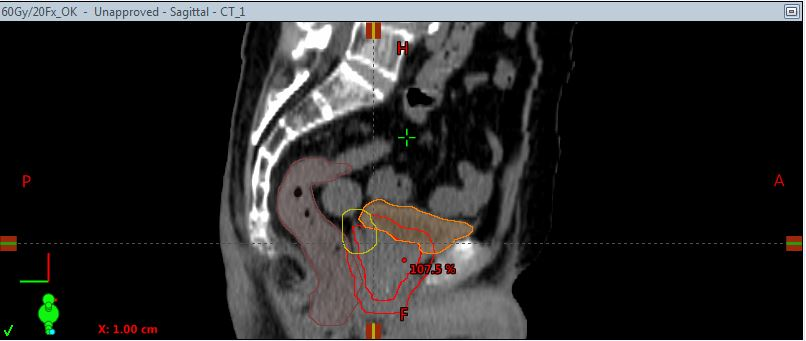 60Gy/20Fx_OK - Unapproved - Sagittal - CT_1
H
P
A
107.5 %
F
X: 1.00 cm